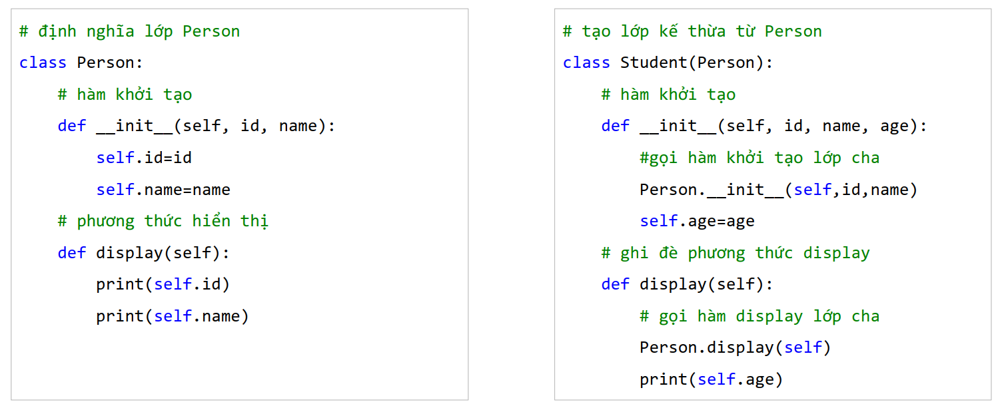 # định nghĩa lớp Person
class Person:
    # hàm khởi tạo
    def __init__(self, id, name):
        self.id=id
        self.name=name
    # phương thức hiển thị
    def display(self):
        print(self.id)
        print(self.name)
# tạo lớp kế thừa từ Person
class Student(Person):
    # hàm khởi tạo
    def __init__(self, id, name, age):
        #gọi hàm khởi tạo lớp cha
        Person.__init__(self,id,name)
        self.age=age
    # ghi đè phương thức display
    def display(self):
        # gọi hàm display lớp cha
        Person.display(self)
        print(self.age)